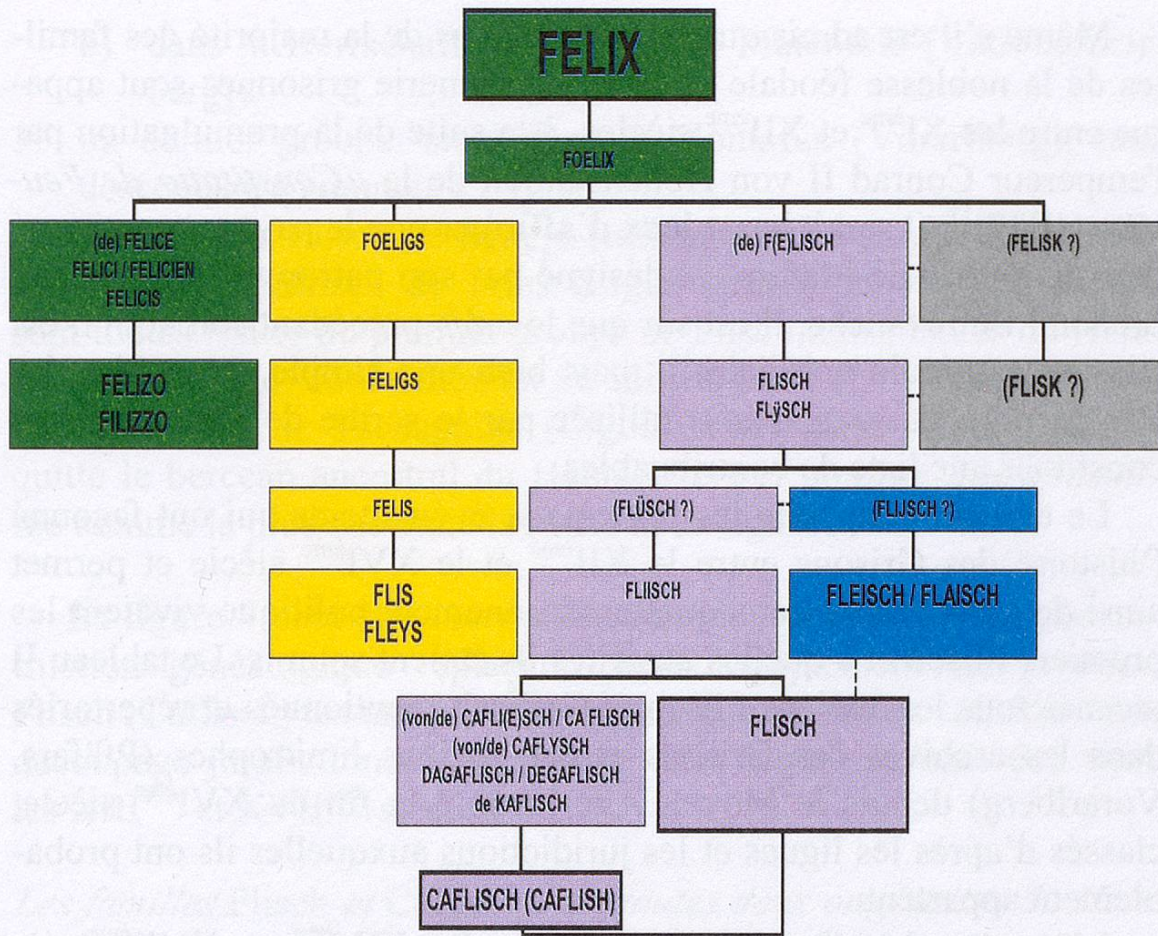 FELIX
FOELIX
(de) FELICE
FELICI / FELICIEN
FELICIS
FOELIGS
(de) F(E)LISCH
(FELISK ?)
FELIZO
FILIZZO
FELIGS
FLISCH
FLÿSCH
(FLISK ?)
FELIS
(FLÜSCH ?)
(FLIJSCH ?)
FLIS
FLEYS
FLIISCH
FLEISCH / FLAISCH
(von/de) CAFLI(E)SCH / CA FLISCH
(von/de) CAFLYSCH
DAGAFLISCH / DEGAFLISCH
de KAFLISCH
FLISCH
CAFLISCH (CAFLISH)